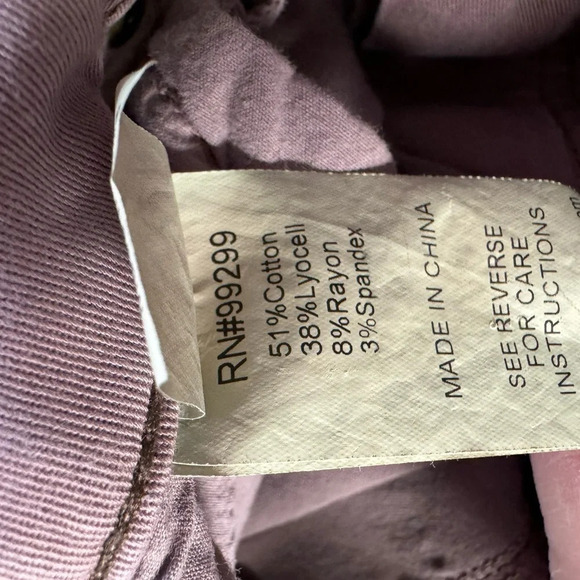 RN#99299
51%Cotton
38%Lyocell
8%Rayon
3%Spandex
MADE IN CHINA
SEE REVERSE
FOR CARE
INSTRUCTIONS